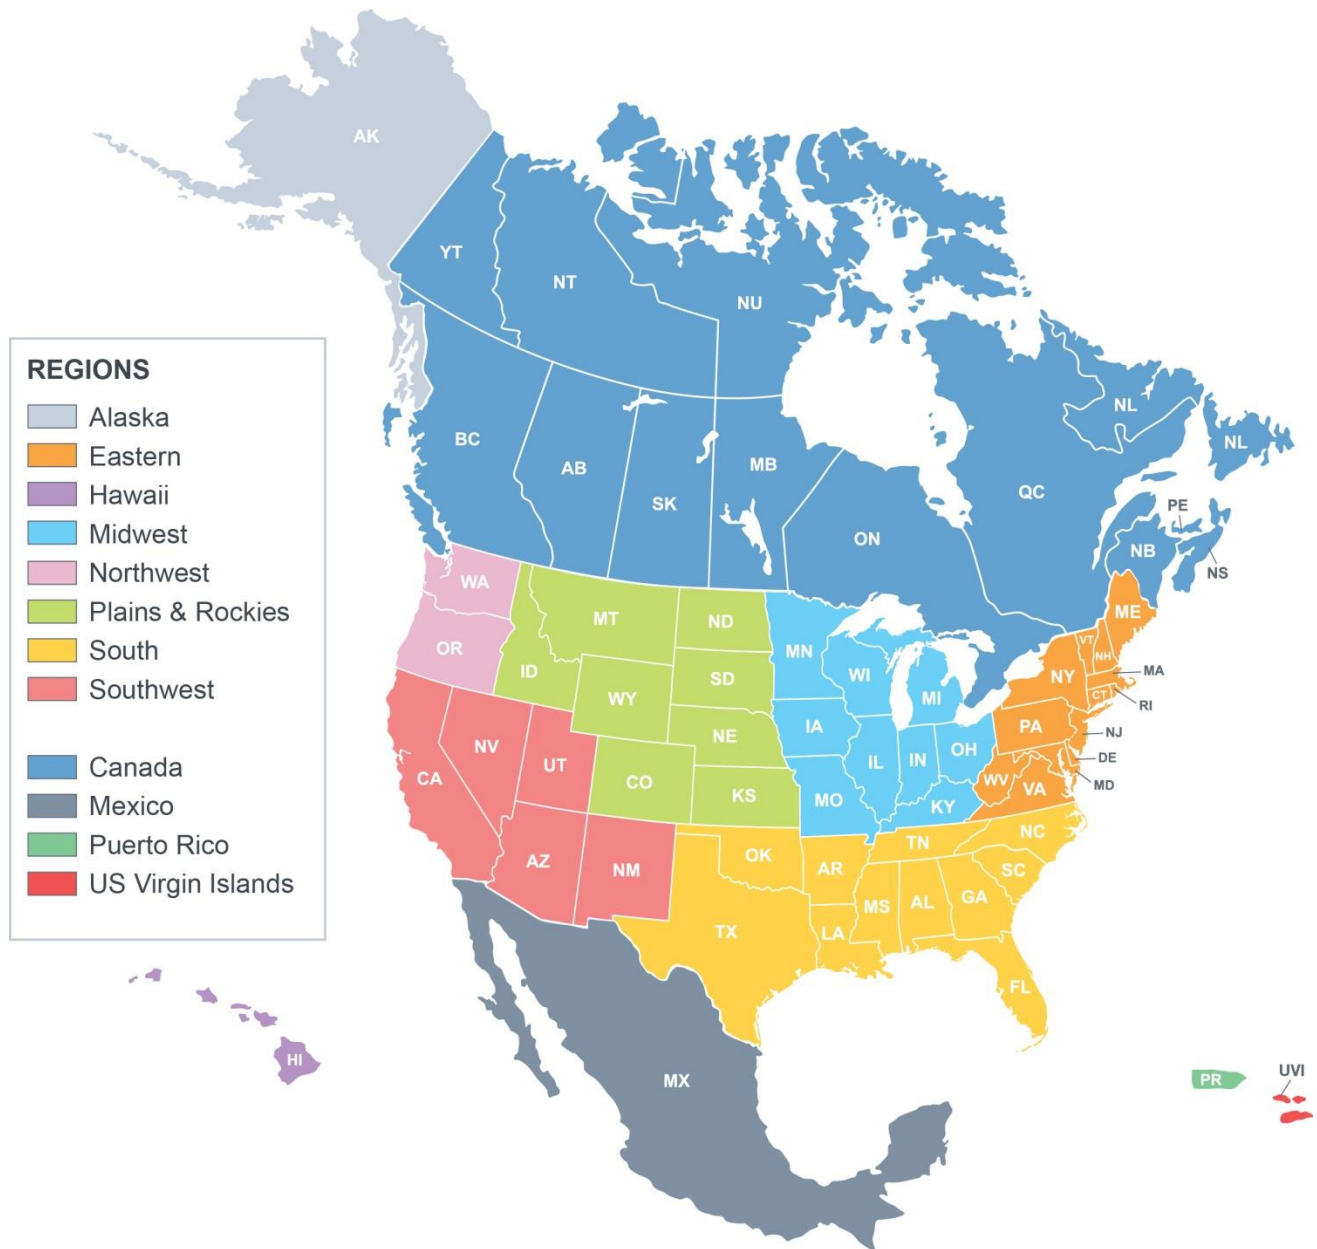 AK
YT
NT
NU
REGIONS
Alaska
Eastern
Hawaii
Midwest
Northwest
Plains & Rockies
South
Southwest
Canada
Mexico
Puerto Rico
US Virgin Islands
BC
AB
SK
MB
ON
QC
NL
NL
PE
NB
NS
WA
OR
MT
ID
WY
ND
SD
NE
CO
KS
MN
WI
MI
IA
IL
IN
OH
MO
KY
ME
VT
NH
NY
MA
CT
RI
PA
NJ
DE
MD
WV
VA
CA
NV
UT
AZ
NM
OK
TX
AR
LA
TN
NC
SC
MS
AL
GA
FL
HI
MX
PR
UVI